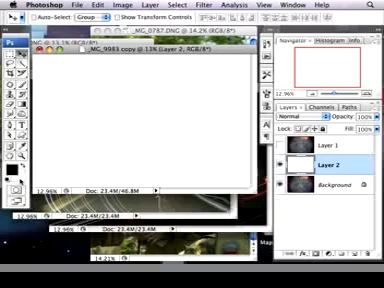 Photoshop File Edit Image Layer Select Filter Analysis View Window Help
Auto-Select: Group Show Transform Controls
_MG_0787.DNG @ 14.2% (RGB/8*)
_MG_9983 copy @ 13% (Layer 2, RGB/8*)
Ps
Navigator Histogram Info
12.96%
Layers Channels Paths
Normal Opacity: 100%
Lock: Fill: 100%
Layer 1
Layer 2
Background
12.96% Doc: 23.4M/46.8M
12.96% Doc: 23.4M/23.4M
12.96% Doc: 23.4M/23.4M
14.21%